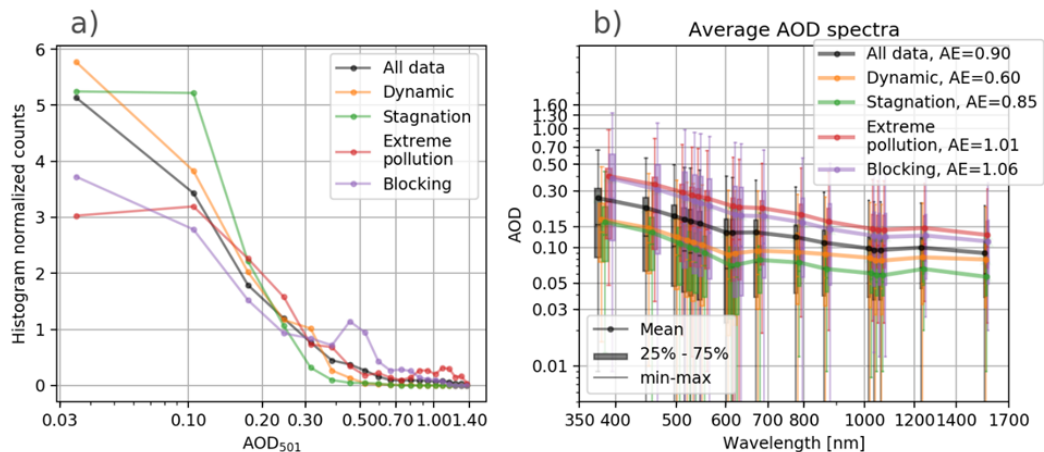 a)
Histogram normalized counts
6
5
4
3
2
1
0
0.03
0.10
0.20
0.30
0.50
0.70
1.00
1.40
AOD501
All data
Dynamic
Stagnation
Extreme
pollution
Blocking
b)
Average AOD spectra
AOD
1.60
1.30
1.00
0.70
0.50
0.30
0.15
0.10
0.05
0.03
0.01
350
400
500
600
700
800
1000
1200
1400
1700
Wavelength [nm]
All data, AE=0.90
Dynamic, AE=0.60
Stagnation, AE=0.85
Extreme
pollution, AE=1.01
Blocking, AE=1.06
Mean
25% - 75%
min-max